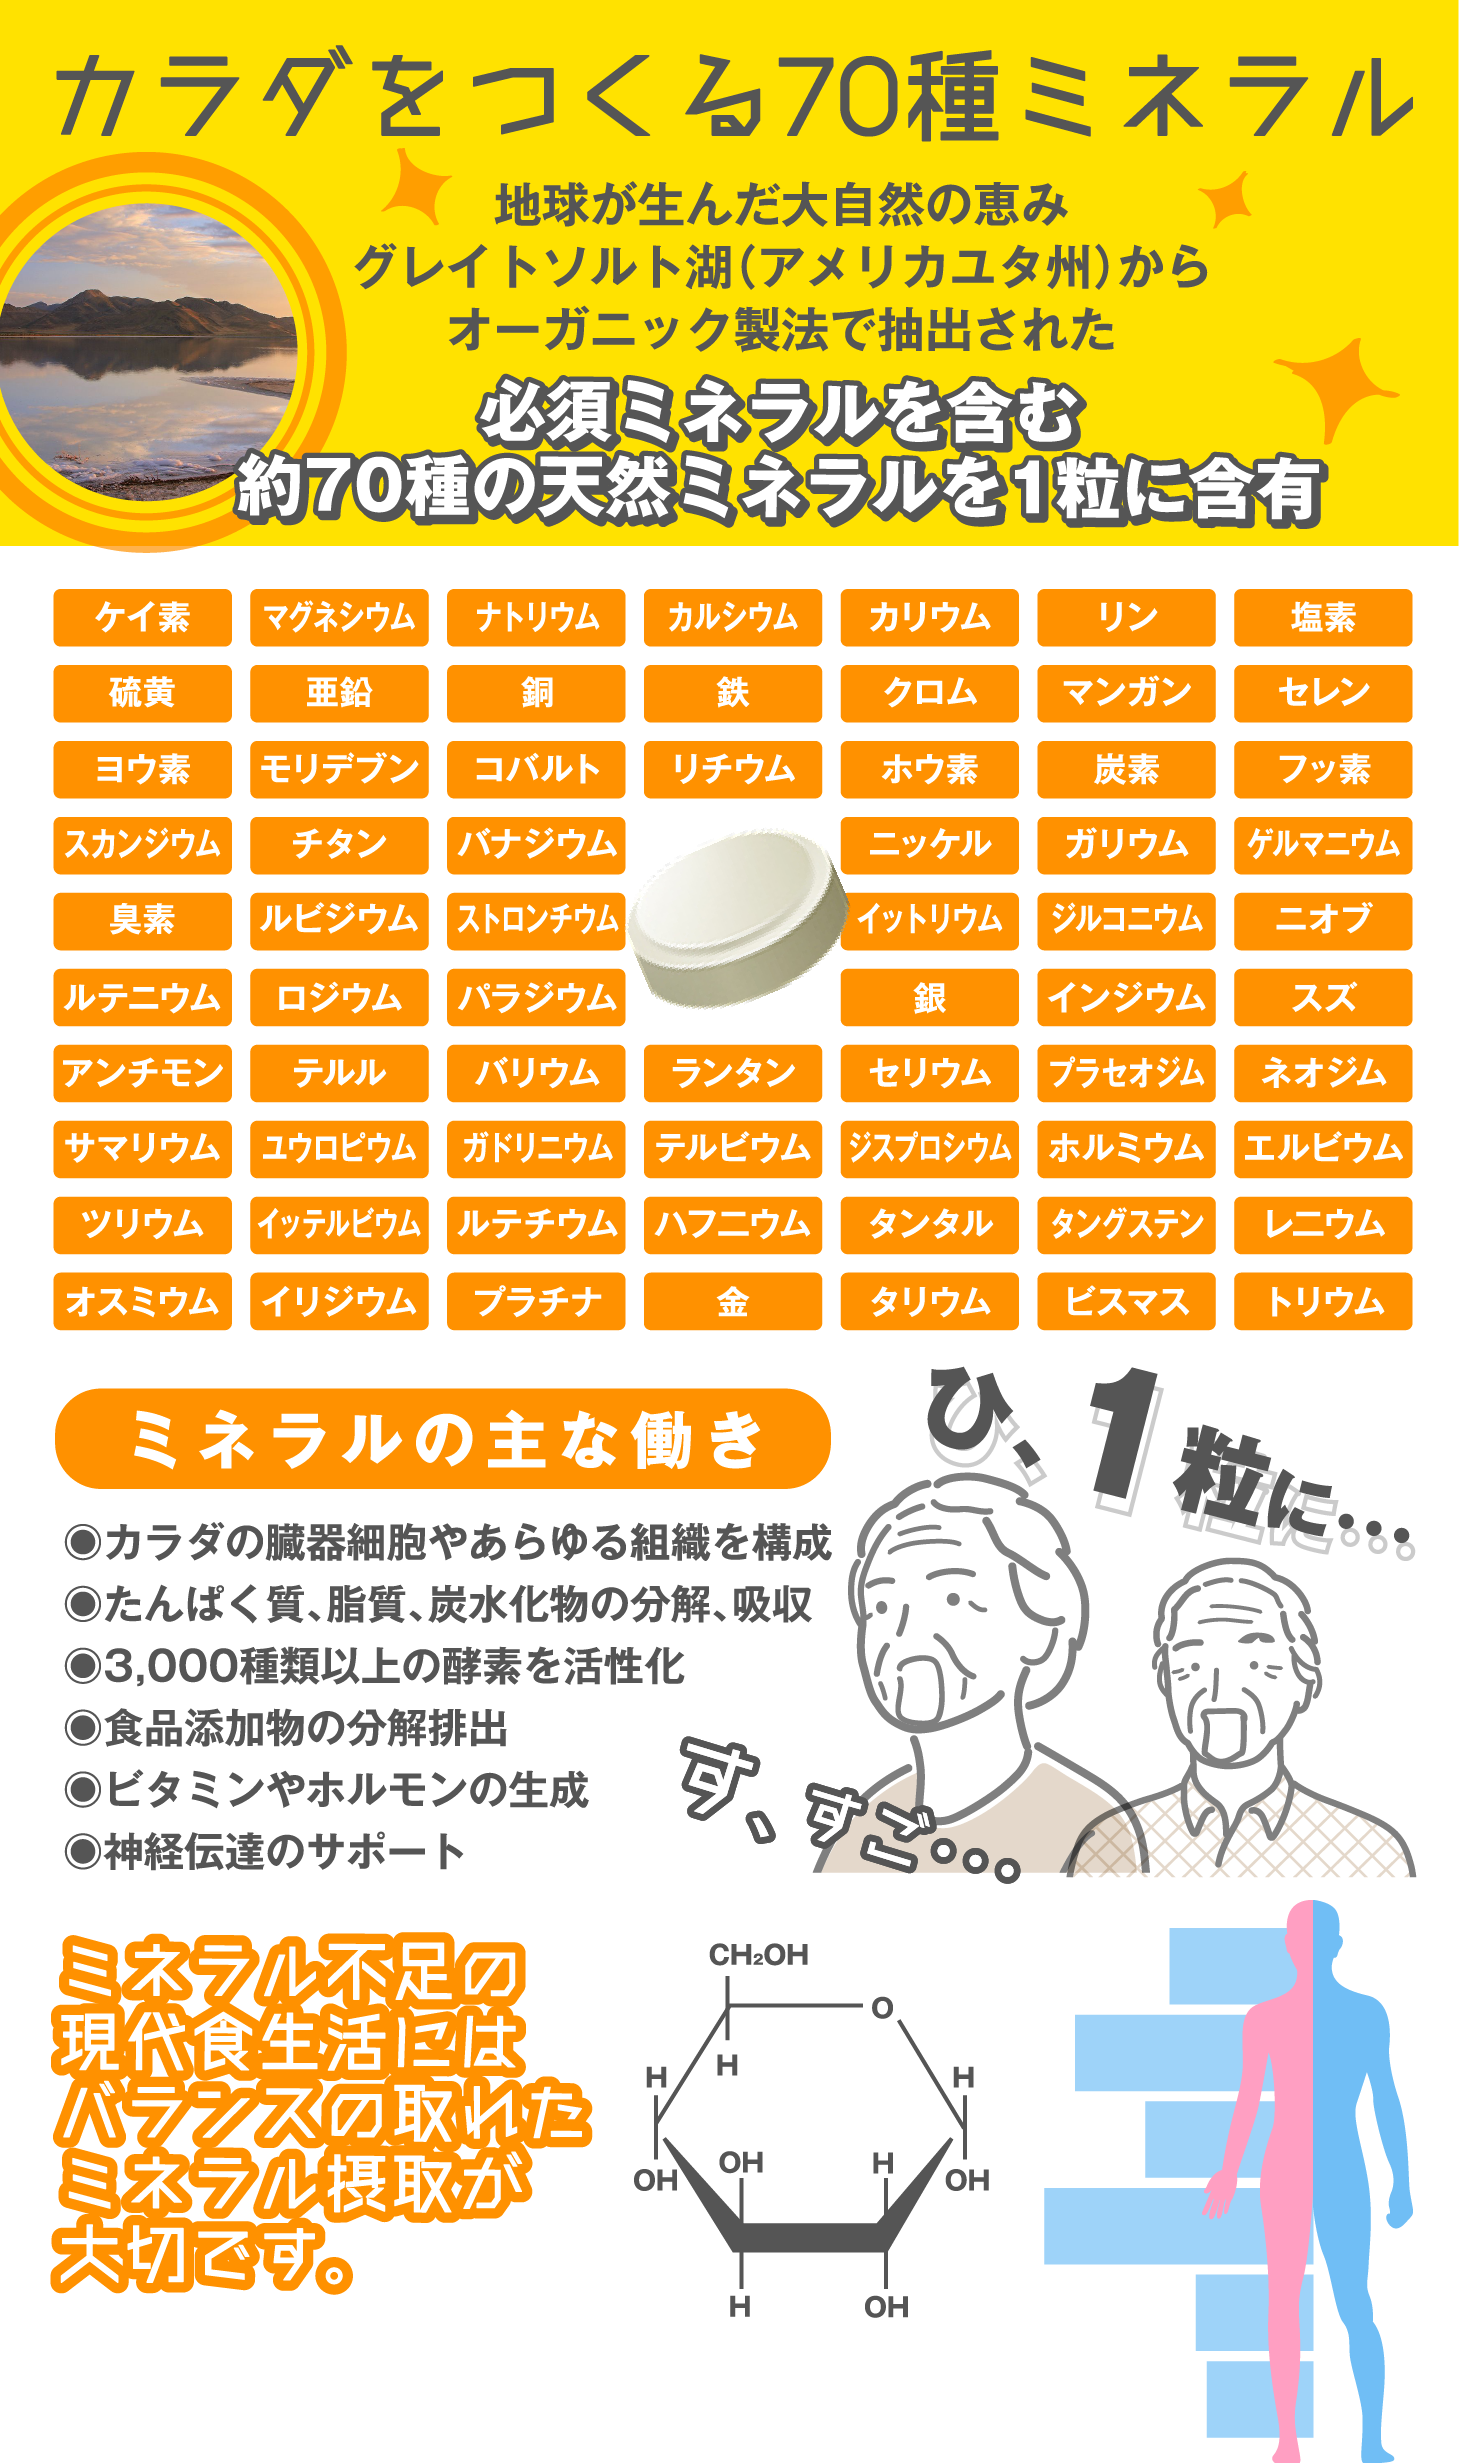 カラダをつくる70種ミネラル
地球が生んだ大自然の恵み
グレイトソルト湖（アメリカユタ州）から
オーガニック製法で抽出された
必須ミネラルを含む
約70種の天然ミネラルを1粒に含有
ケイ素 マグネシウム ナトリウム カルシウム カリウム リン 塩素
硫黄 亜鉛 銅 鉄 クロム マンガン セレン
ヨウ素 モリデブン コバルト リチウム ホウ素 炭素 フッ素
スカンジウム チタン バナジウム ニッケル ガリウム ゲルマニウム
臭素 ルビジウム ストロンチウム イットリウム ジルコニウム ニオブ
ルテニウム ロジウム パラジウム 銀 インジウム スズ
アンチモン テルル バリウム ランタン セリウム プラセオジム ネオジム
サマリウム ユウロピウム ガドリニウム テルビウム ジスプロシウム ホルミウム エルビウム
ツリウム イッテルビウム ルテチウム ハフニウム タンタル タングステン レニウム
オスミウム イリジウム プラチナ 金 タリウム ビスマス トリウム
ミネラルの主な働き
◉カラダの臓器細胞やあらゆる組織を構成
◉たんぱく質、脂質、炭水化物の分解、吸収
◉3,000種類以上の酵素を活性化
◉食品添加物の分解排出
◉ビタミンやホルモンの生成
◉神経伝達のサポート
ひ、1粒に…
す、すご…
ミネラル不足の
現代食生活には
バランスの取れた
ミネラル摂取が
大切です。
CH₂OH
O
H
H
H
OH
OH
H
OH
H
OH